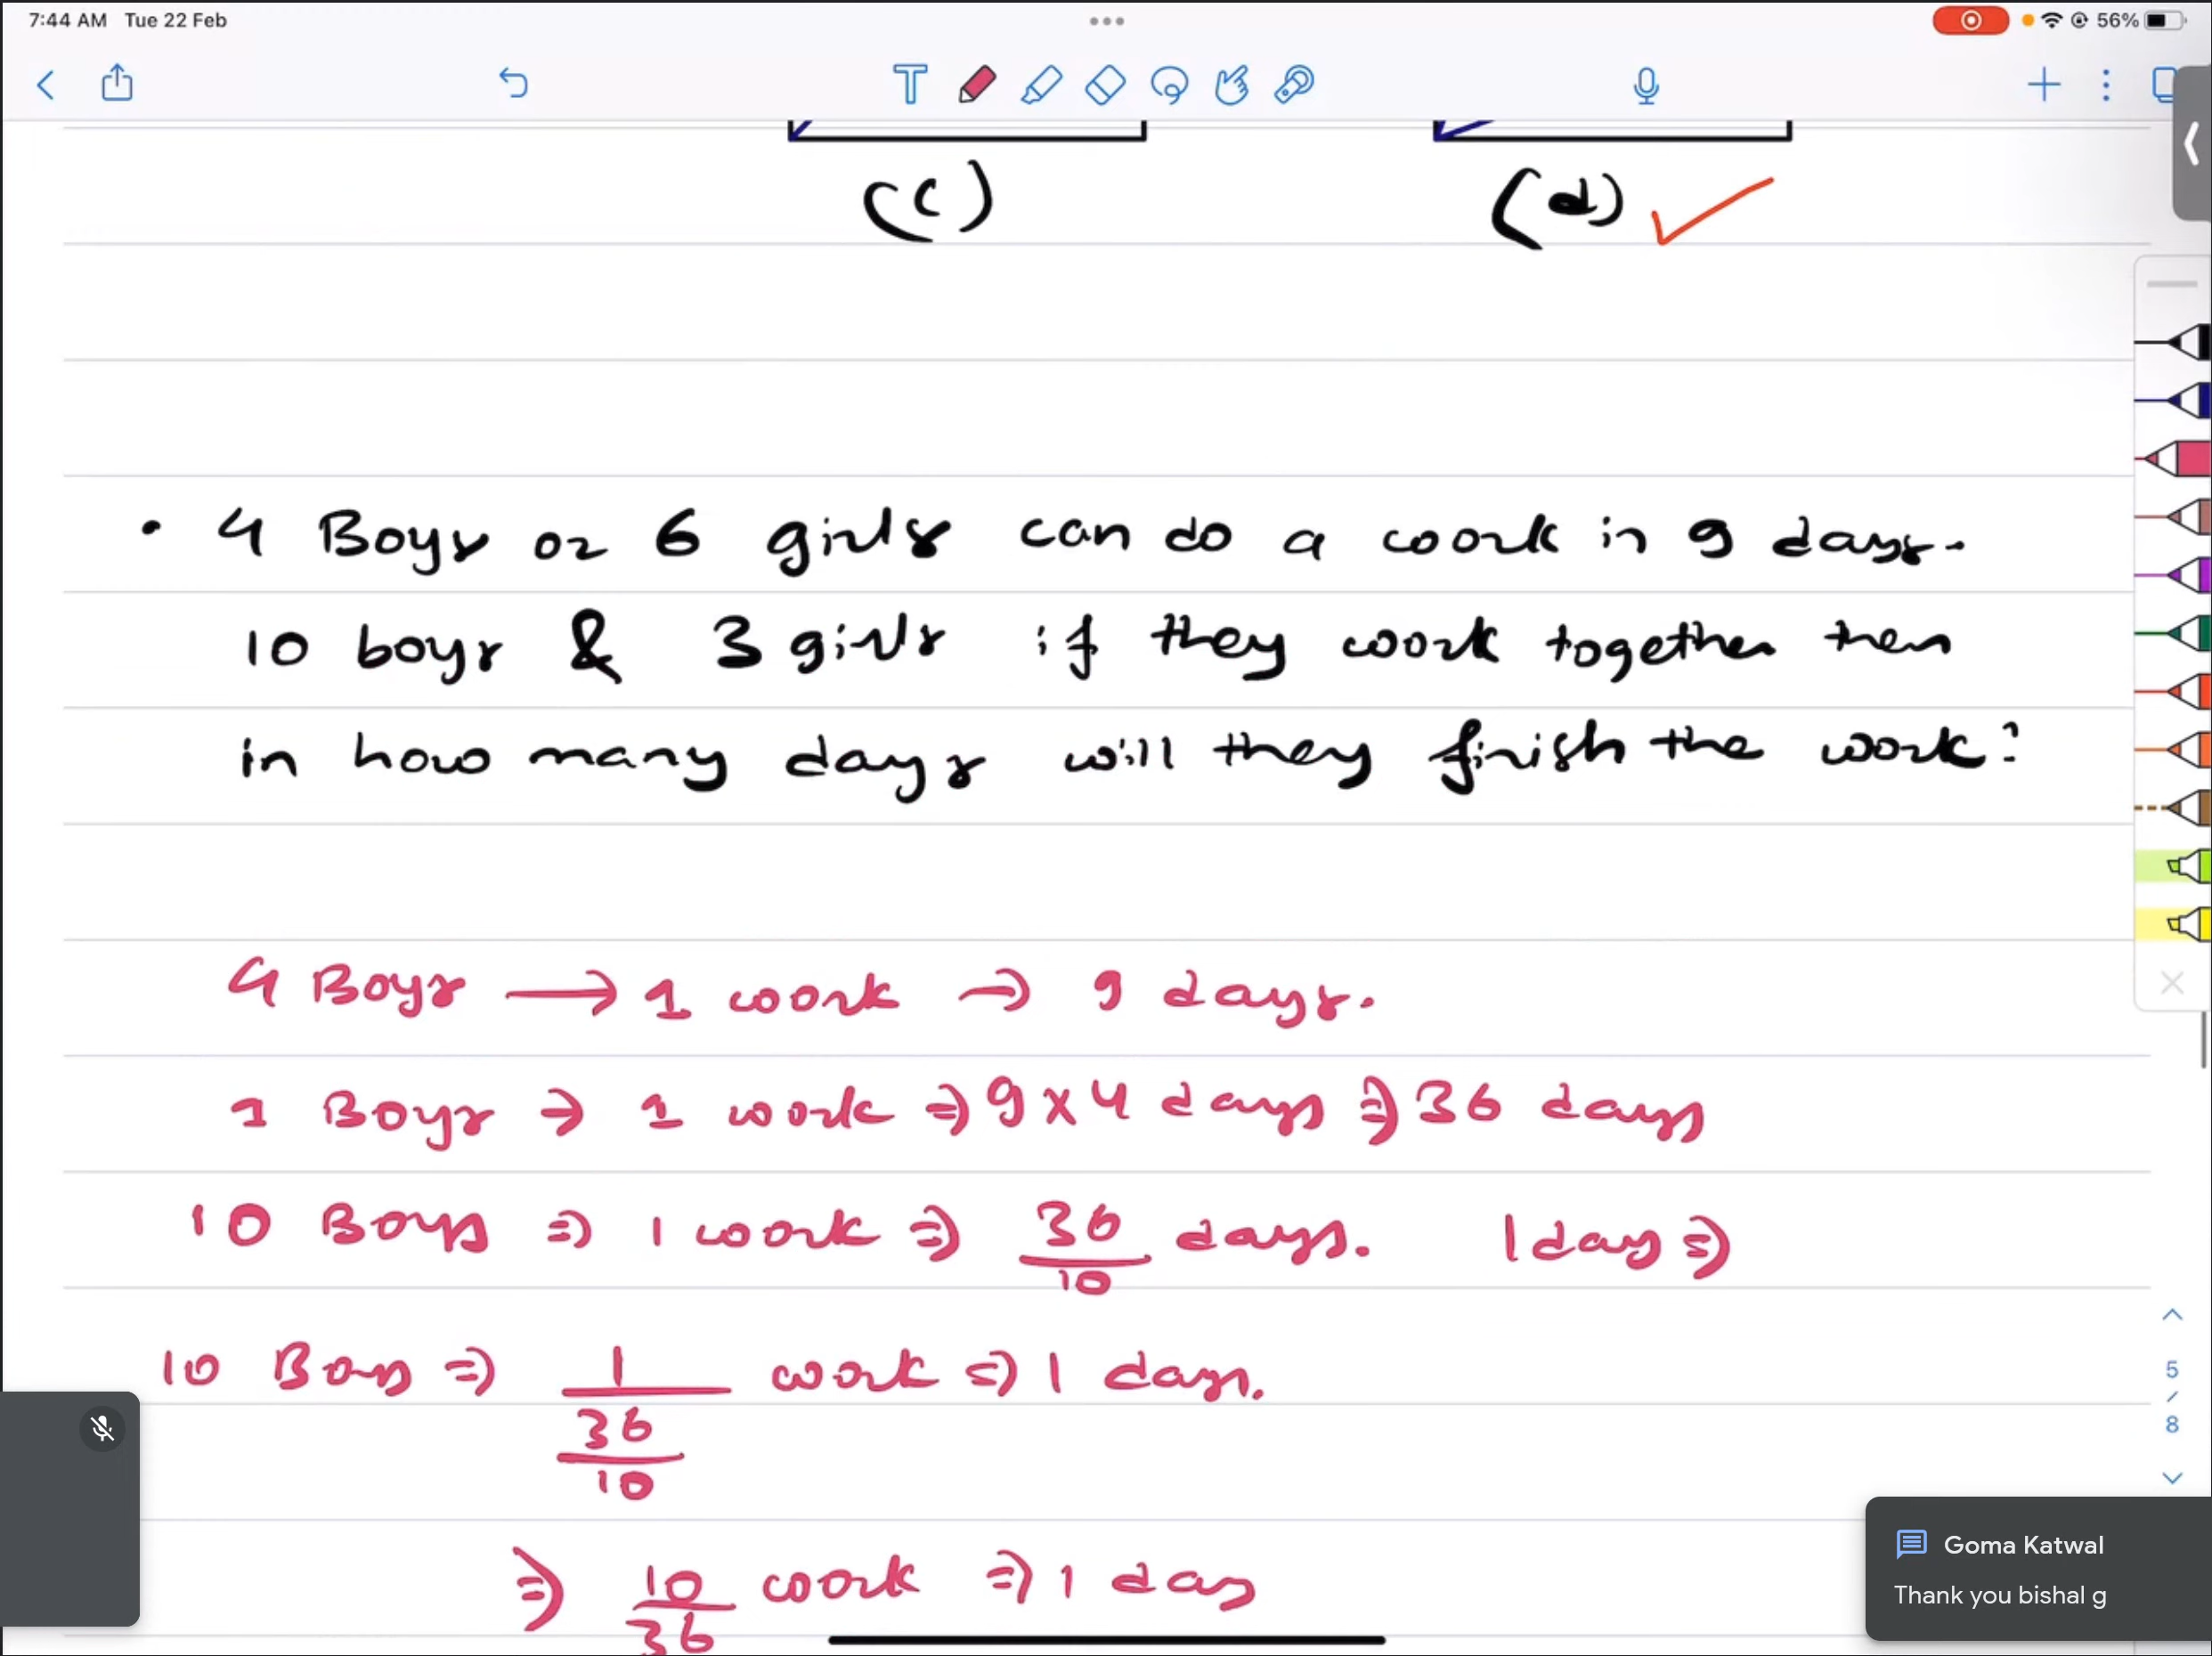 7:44 AM Tue 22 Feb
56%
(c)
(d)
• 4 Boys or 6 girls can do a work in 9 days.
10 boys & 3 girls if they work together then
in how many days will they finish the work?
4 Boys → 1 work ⇒ 9 days.
1 Boys → 1 work ⇒ 9 x 4 days ⇒ 36 days
10 Boys ⇒ 1 work ⇒ 36/10 days. 1 day ⇒
10 Boys ⇒ 1/(36/10) work ⇒ 1 days.
⇒ 10/36 work ⇒ 1 day
5
/
8
Goma Katwal
Thank you bishal g